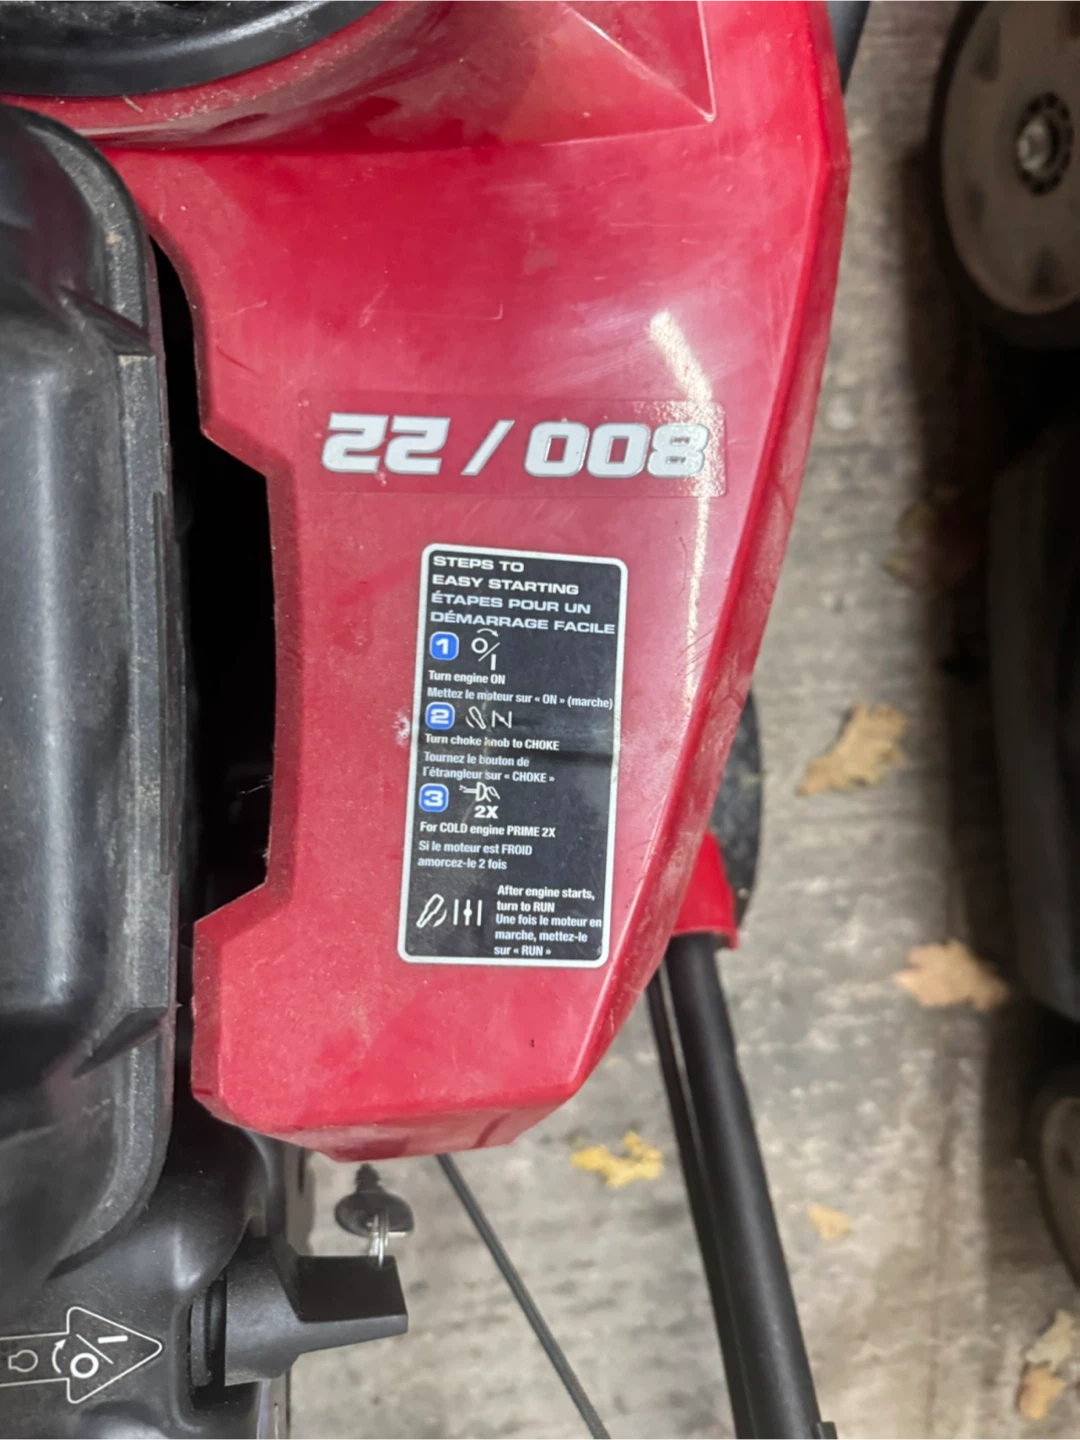 800 / 22
STEPS TO
EASY STARTING
ÉTAPES POUR UN
DÉMARRAGE FACILE
1
Turn engine ON
Mettez le moteur sur « ON » (marche)
2
Turn choke knob to CHOKE
Tournez le bouton de
l'étrangleur sur « CHOKE »
3
2X
For COLD engine PRIME 2X
Si le moteur est FROID
amorcez-le 2 fois
After engine starts,
turn to RUN
Une fois le moteur en
marche, mettez-le
sur « RUN »